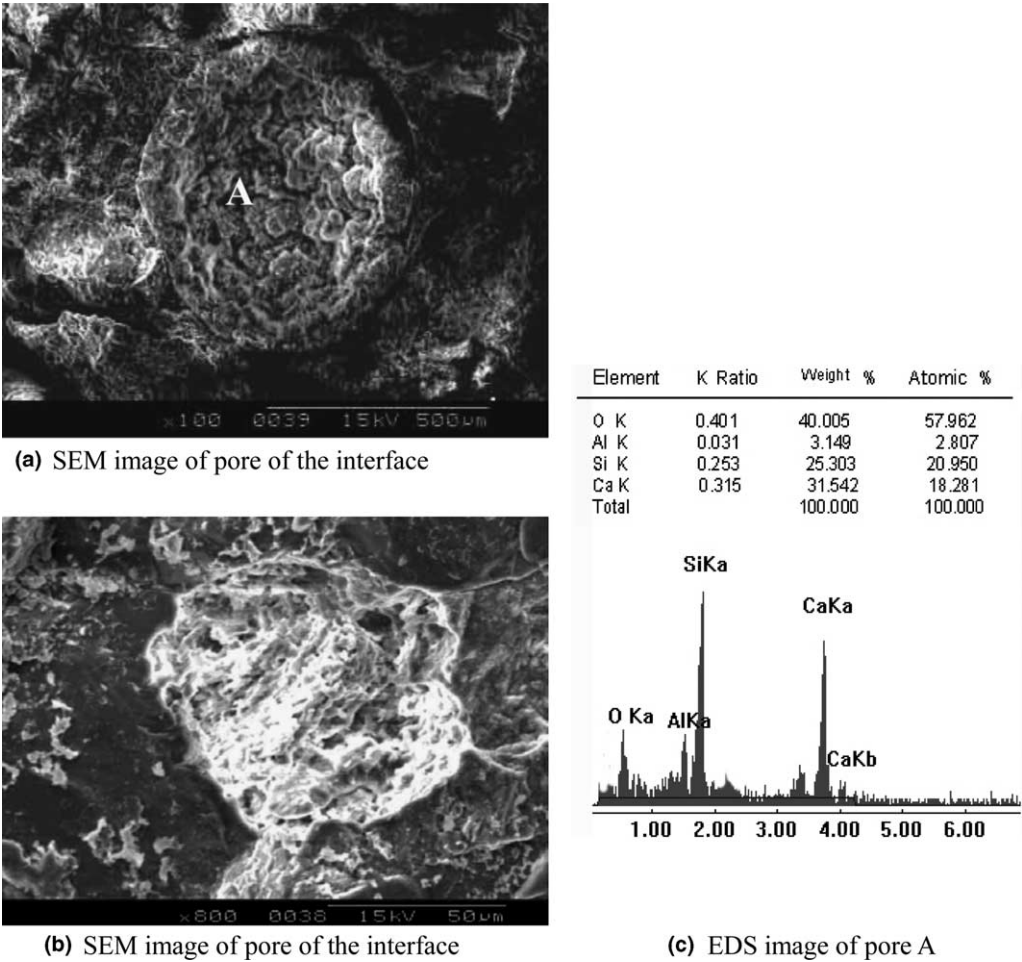 A
×100 0039 15kV 500μm
(a) SEM image of pore of the interface
×800 0038 15kV 50μm
(b) SEM image of pore of the interface
Element K Ratio Weight % Atomic %
O K 0.401 40.005 57.962
Al K 0.031 3.149 2.807
Si K 0.253 25.303 20.950
Ca K 0.315 31.542 18.281
Total 100.000 100.000
SiKa
CaKa
O Ka AlKa
CaKb
1.00 2.00 3.00 4.00 5.00 6.00
(c) EDS image of pore A